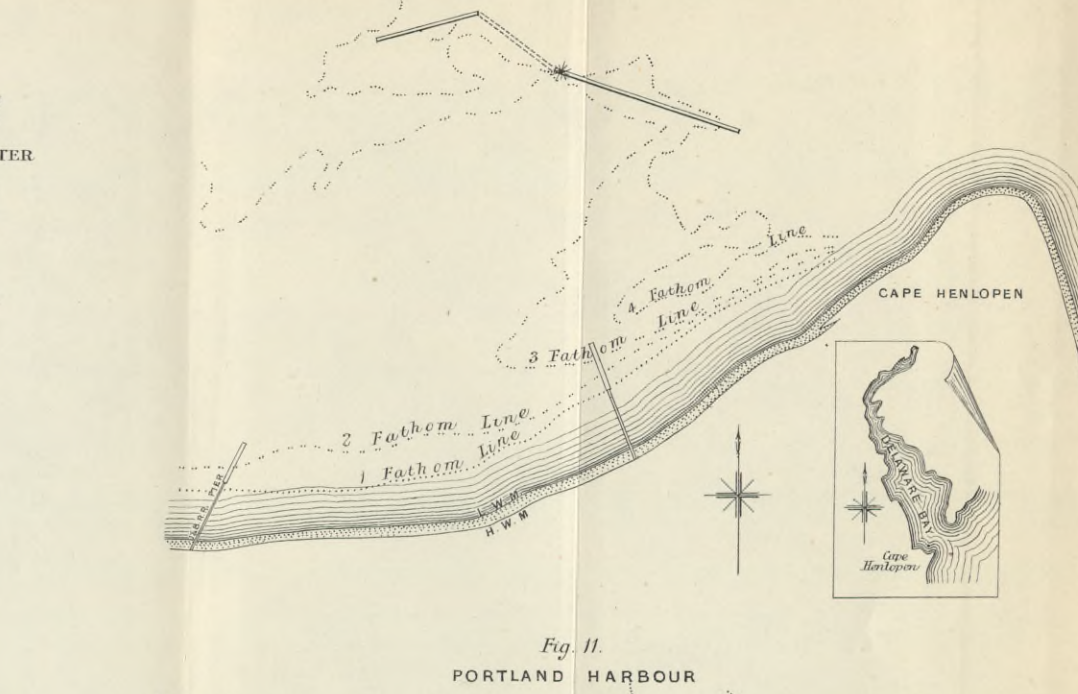 TER
Line
4 Fathom
CAPE HENLOPEN
Line
3 Fathom
2 Fathom Line
1 Fathom Line
PIER
L. W. M
H. W. M
DELAWARE BAY
Cape
Henlopen
Fig. 11.
PORTLAND HARBOUR